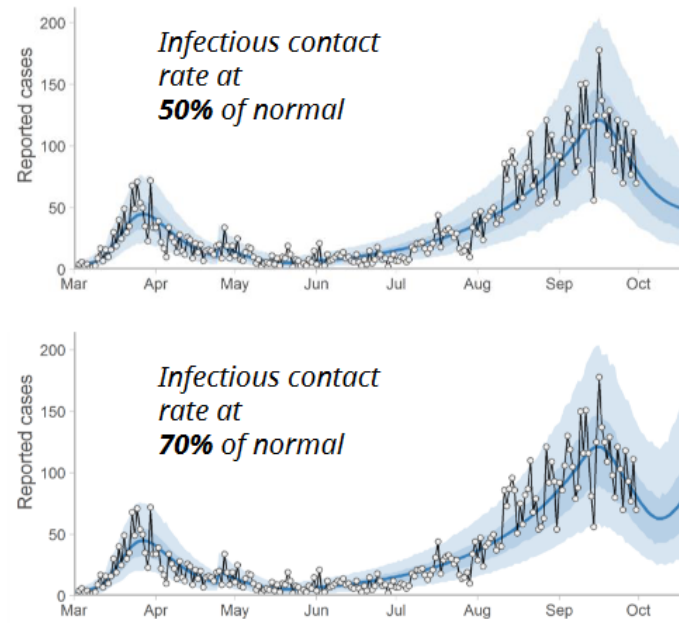 200
Infectious contact
rate at
50% of normal
150
100
50
0
Reported cases
Mar Apr May Jun Jul Aug Sep Oct
200
Infectious contact
rate at
70% of normal
150
100
50
0
Reported cases
Mar Apr May Jun Jul Aug Sep Oct